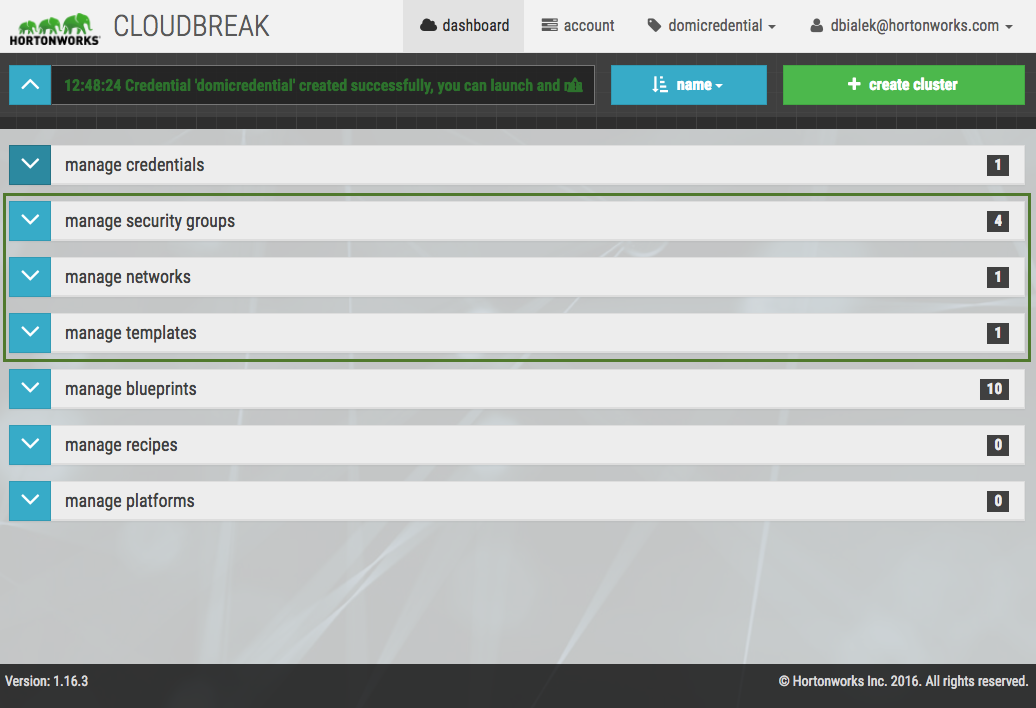 HORTONWORKS CLOUDBREAK dashboard account domicredential dbialek@hortonworks.com
12:48:24 Credential 'domicredential' created successfully, you can launch and name + create cluster
manage credentials 1
manage security groups 4
manage networks 1
manage templates 1
manage blueprints 10
manage recipes 0
manage platforms 0
Version: 1.16.3 © Hortonworks Inc. 2016. All rights reserved.